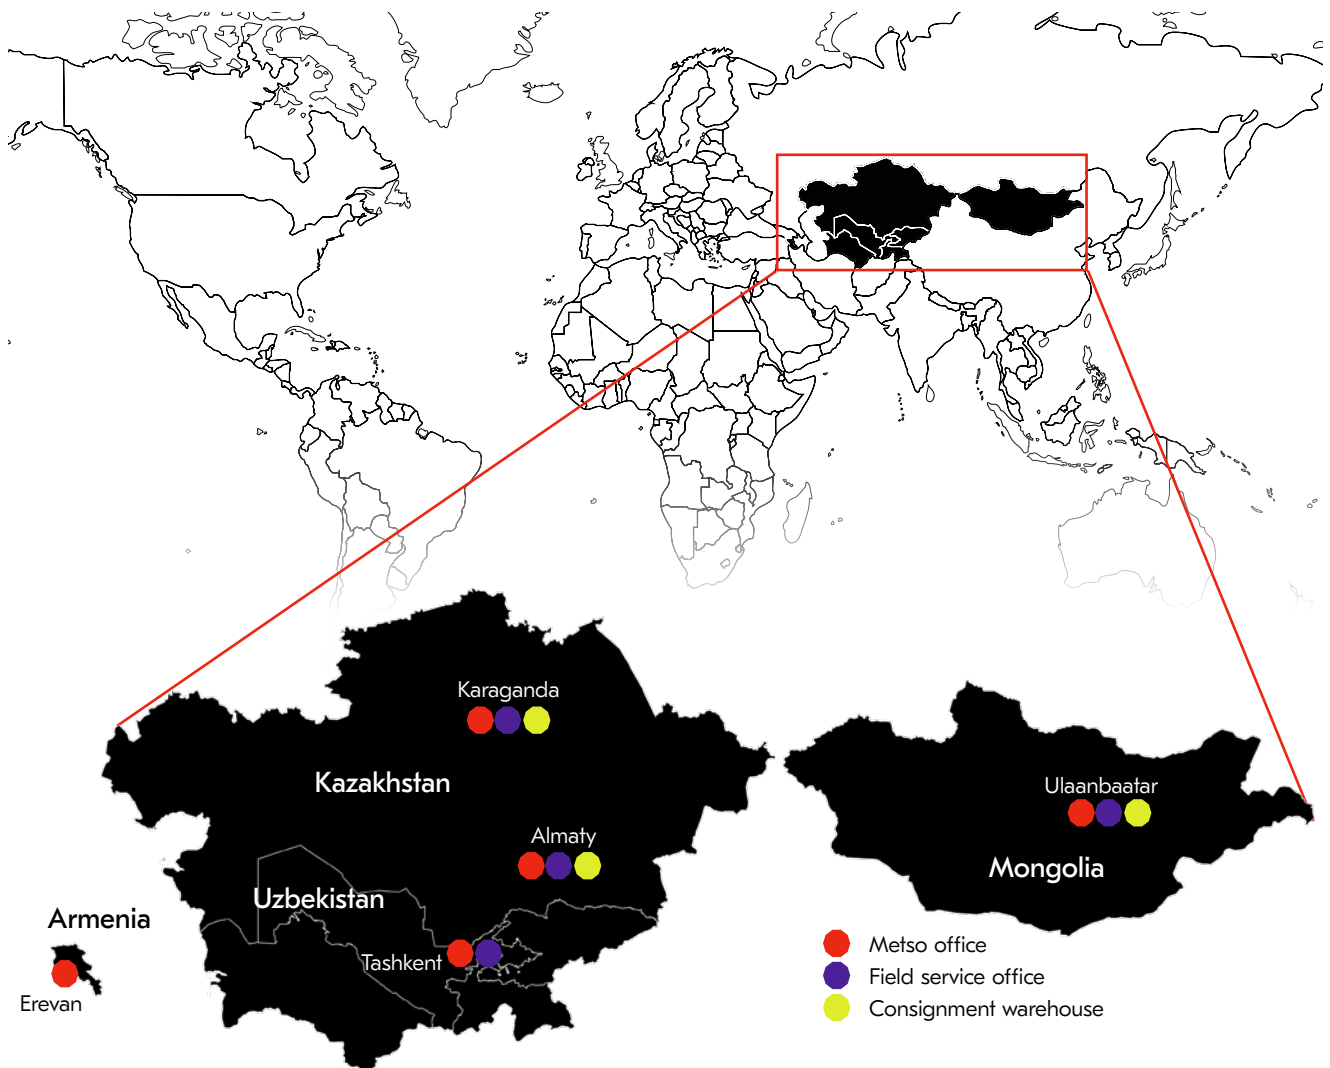 Karaganda
Kazakhstan
Almaty
Uzbekistan
Tashkent
Armenia
Erevan
Ulaanbaatar
Mongolia
Metso office
Field service office
Consignment warehouse